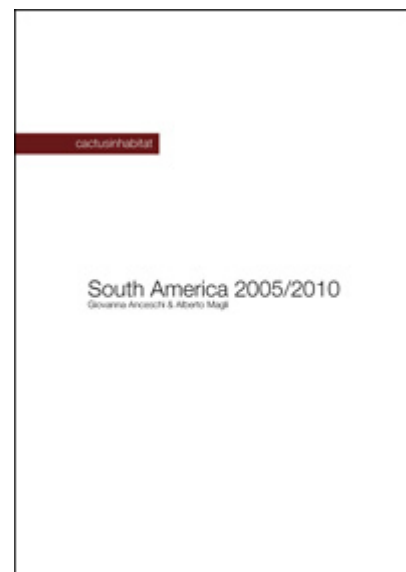 cactusinhabitat
South America 2005/2010
Giovanna Anceschi & Alberto Magli